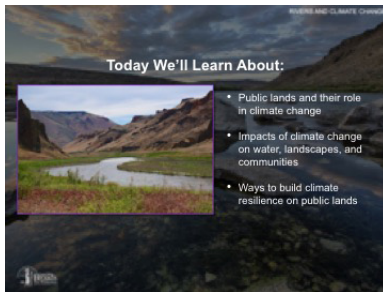 RIVERS AND CLIMATE CHANGE
Today We'll Learn About:
• Public lands and their role
in climate change
• Impacts of climate change
on water, landscapes, and
communities
• Ways to build climate
resilience on public lands